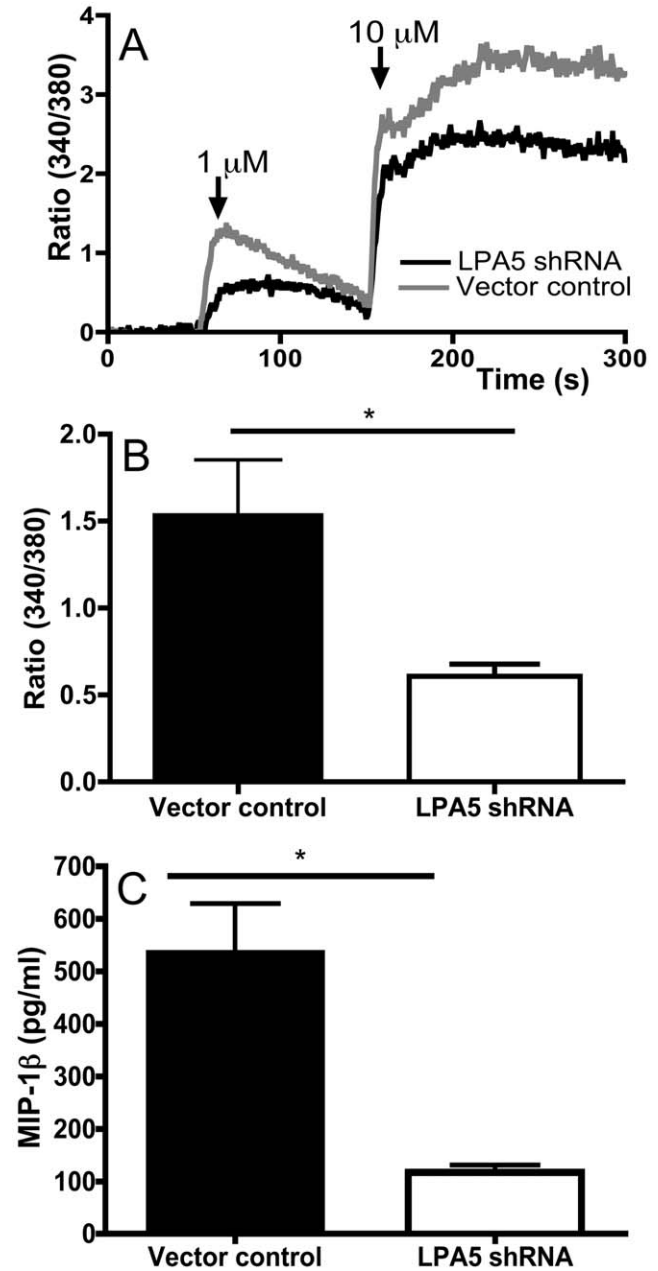 A
Ratio (340/380)
4
3
2
1
0
1 μM
10 μM
LPA5 shRNA
Vector control
0
100
200
300
Time (s)
B
*
Ratio (340/380)
2.0
1.5
1.0
0.5
0.0
Vector control
LPA5 shRNA
C
*
MIP-1β (pg/ml)
700
600
500
400
300
200
100
0
Vector control
LPA5 shRNA